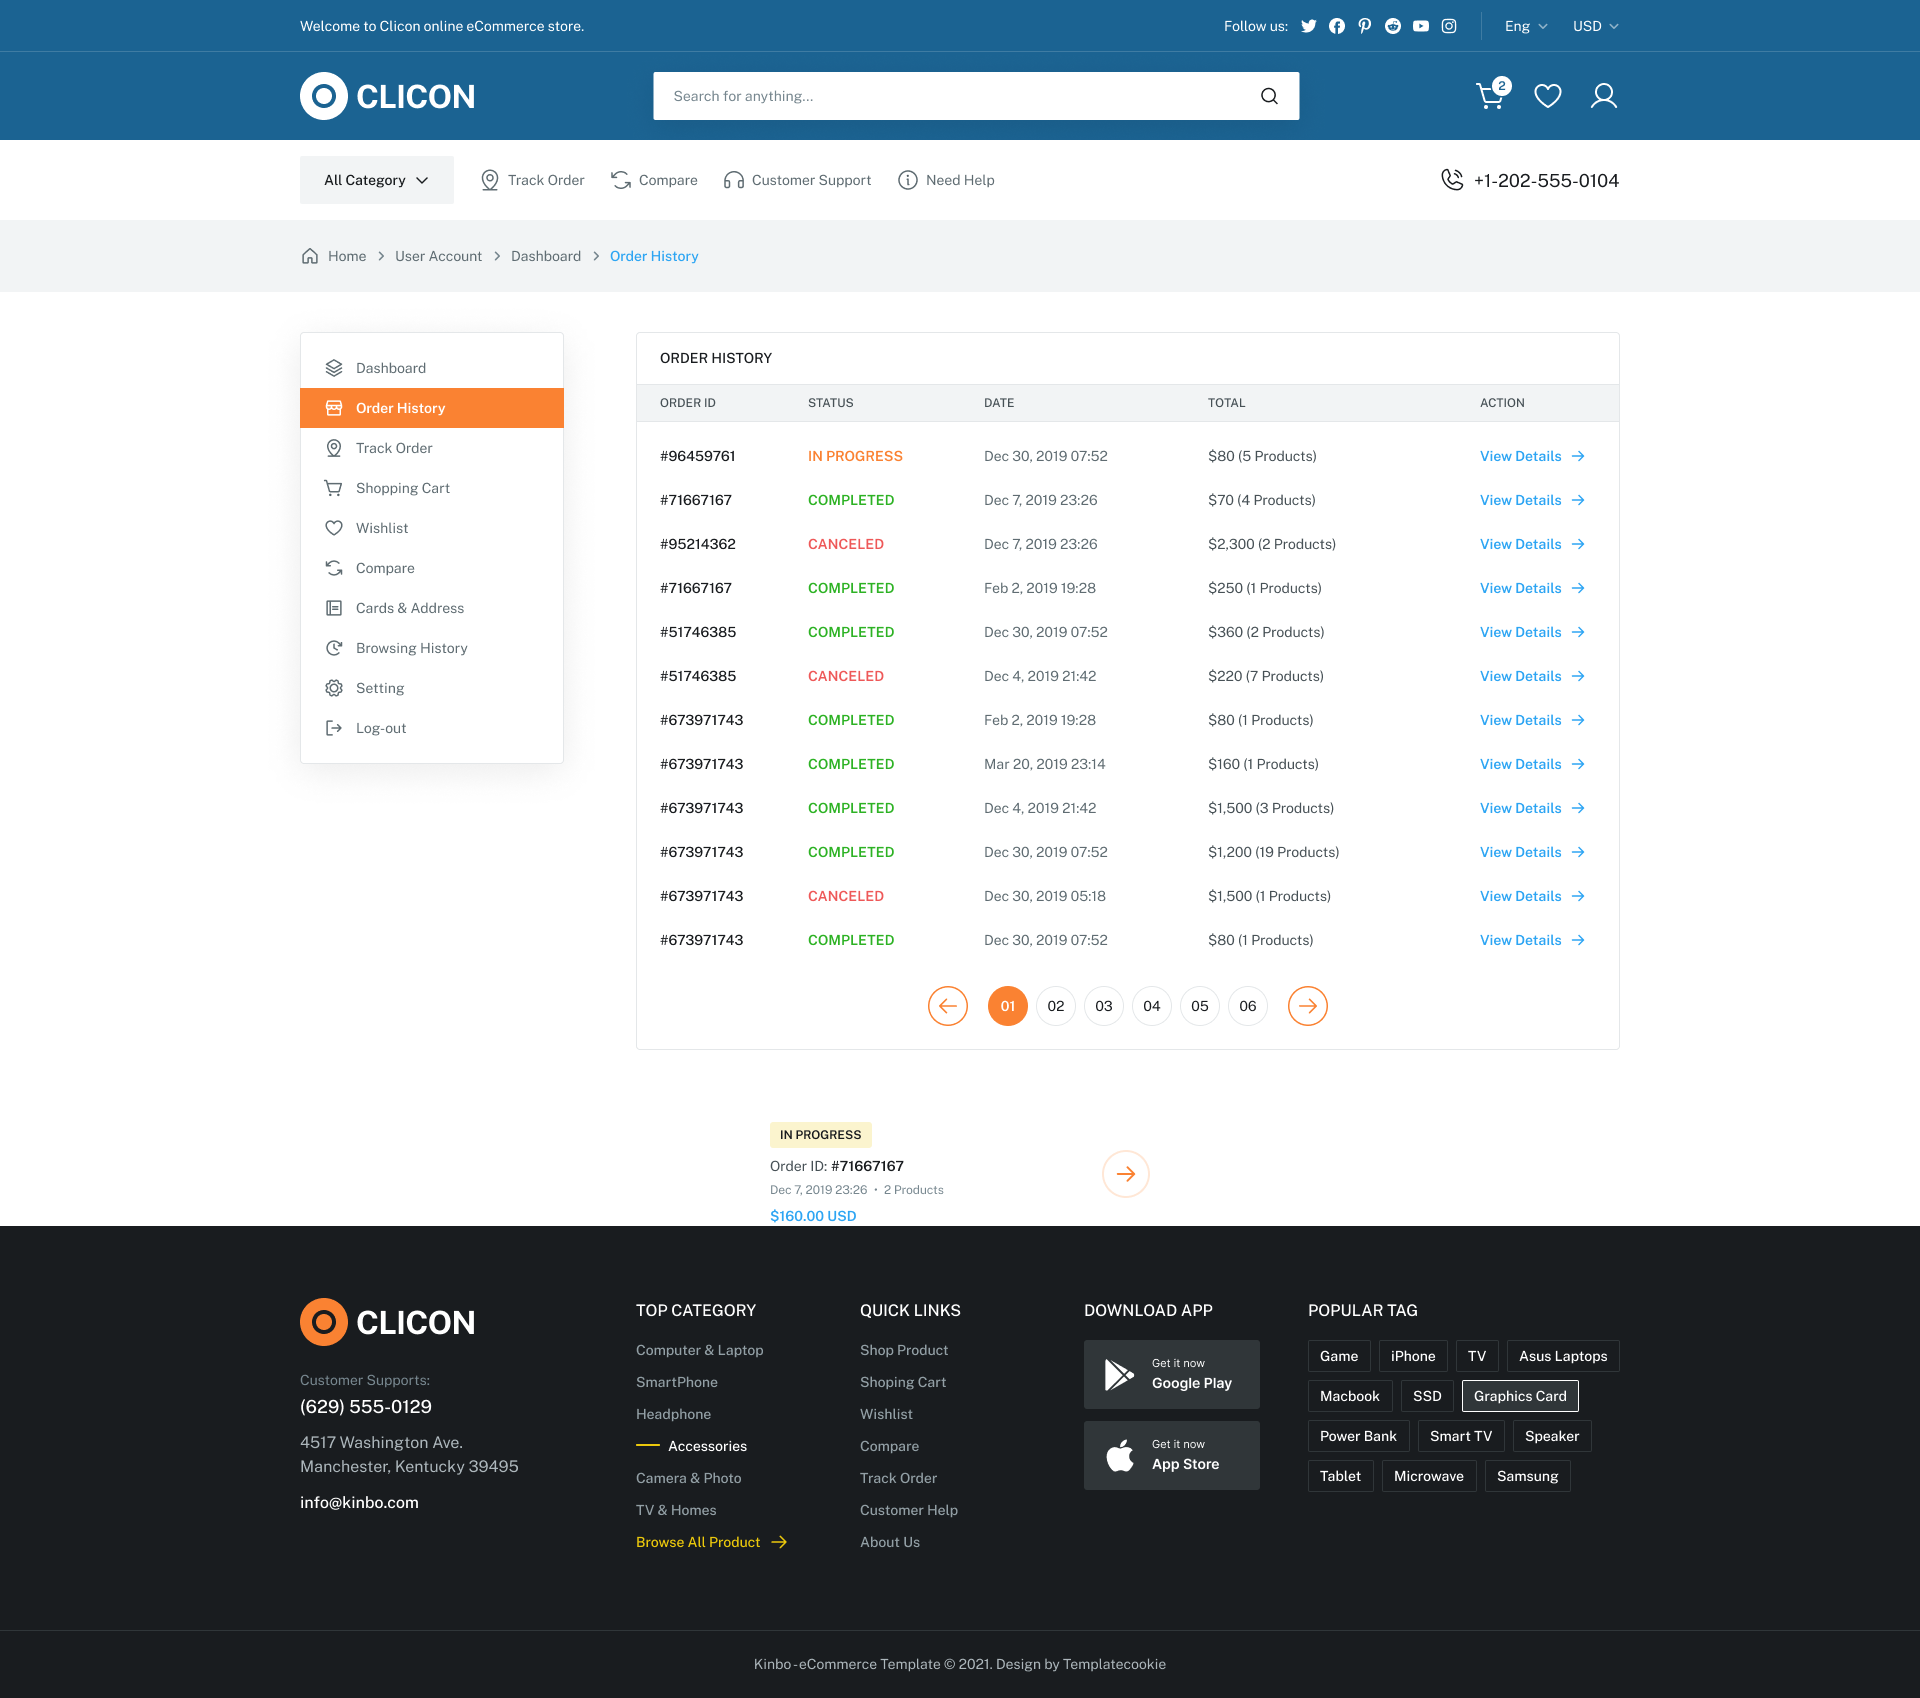 Welcome to Clicon online eCommerce store.
Follow us:
Eng
USD
CLICON
Search for anything...
2
All Category
Track Order
Compare
Customer Support
Need Help
+1-202-555-0104
Home
User Account
Dashboard
Order History
Dashboard
Order History
Track Order
Shopping Cart
Wishlist
Compare
Cards & Address
Browsing History
Setting
Log-out
ORDER HISTORY
ORDER ID STATUS DATE TOTAL ACTION
#96459761 IN PROGRESS Dec 30, 2019 07:52 $80 (5 Products) View Details
#71667167 COMPLETED Dec 7, 2019 23:26 $70 (4 Products) View Details
#95214362 CANCELED Dec 7, 2019 23:26 $2,300 (2 Products) View Details
#71667167 COMPLETED Feb 2, 2019 19:28 $250 (1 Products) View Details
#51746385 COMPLETED Dec 30, 2019 07:52 $360 (2 Products) View Details
#51746385 CANCELED Dec 4, 2019 21:42 $220 (7 Products) View Details
#673971743 COMPLETED Feb 2, 2019 19:28 $80 (1 Products) View Details
#673971743 COMPLETED Mar 20, 2019 23:14 $160 (1 Products) View Details
#673971743 COMPLETED Dec 4, 2019 21:42 $1,500 (3 Products) View Details
#673971743 COMPLETED Dec 30, 2019 07:52 $1,200 (19 Products) View Details
#673971743 CANCELED Dec 30, 2019 05:18 $1,500 (1 Products) View Details
#673971743 COMPLETED Dec 30, 2019 07:52 $80 (1 Products) View Details
01 02 03 04 05 06
IN PROGRESS
Order ID: #71667167
Dec 7, 2019 23:26 • 2 Products
$160.00 USD
CLICON
Customer Supports:
(629) 555-0129
4517 Washington Ave.
Manchester, Kentucky 39495
info@kinbo.com
TOP CATEGORY
Computer & Laptop
SmartPhone
Headphone
Accessories
Camera & Photo
TV & Homes
Browse All Product
QUICK LINKS
Shop Product
Shoping Cart
Wishlist
Compare
Track Order
Customer Help
About Us
DOWNLOAD APP
Get it now
Google Play
Get it now
App Store
POPULAR TAG
Game iPhone TV Asus Laptops
Macbook SSD Graphics Card
Power Bank Smart TV Speaker
Tablet Microwave Samsung
Kinbo - eCommerce Template © 2021. Design by Templatecookie